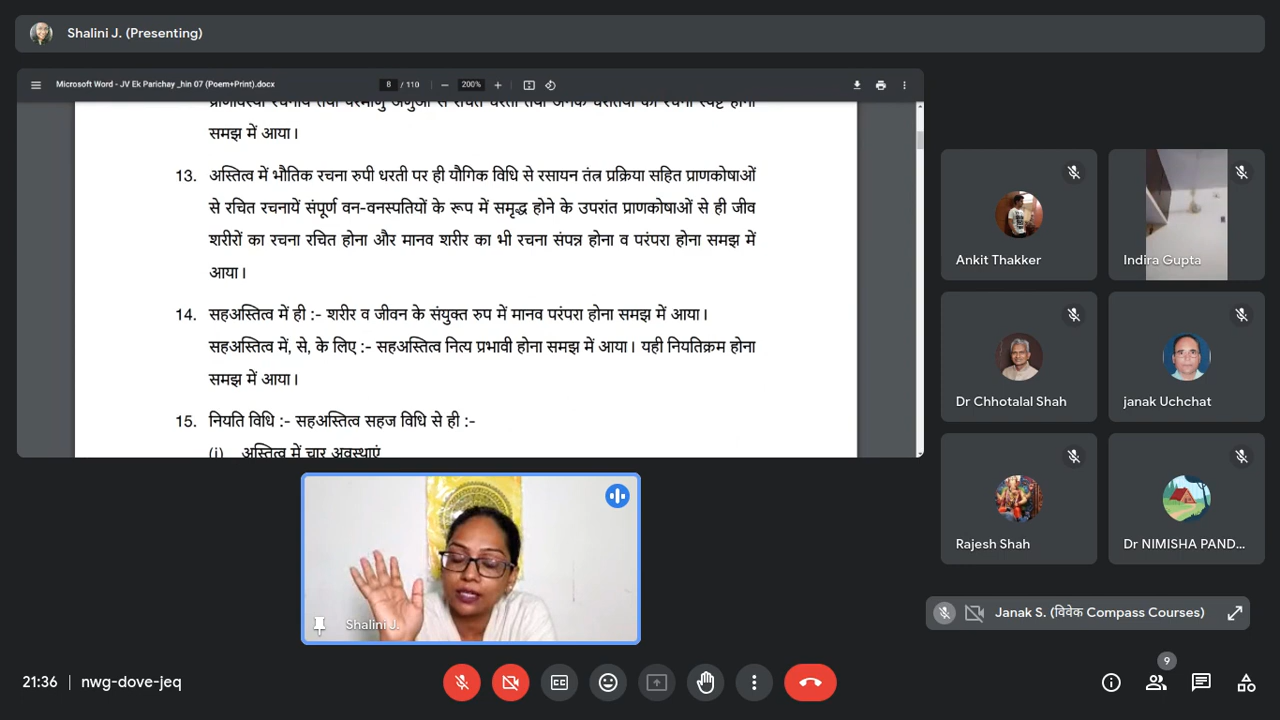 Shalini J. (Presenting)
Microsoft Word - JV Ek Parichay _hin 07 (Poem+Print).docx
8 / 110
200%
समझ में आया।
13. अस्तित्व में भौतिक रचना रुपी धरती पर ही यौगिक विधि से रसायन तंत्र प्रक्रिया सहित प्राणकोषाओं
से रचित रचनायें संपूर्ण वन-वनस्पतियों के रूप में समृद्ध होने के उपरांत प्राणकोषाओं से ही जीव
शरीरों का रचना रचित होना और मानव शरीर का भी रचना संपन्न होना व परंपरा होना समझ में
आया।
14. सहअस्तित्व में ही :- शरीर व जीवन के संयुक्त रुप में मानव परंपरा होना समझ में आया।
सहअस्तित्व में, से, के लिए :- सहअस्तित्व नित्य प्रभावी होना समझ में आया। यही नियतिक्रम होना
समझ में आया।
15. नियति विधि :- सहअस्तित्व सहज विधि से ही :-
(i) अस्तित्व में चार अवस्थाएं
Ankit Thakker
Indira Gupta
Dr Chhotalal Shah
janak Uchchat
Rajesh Shah
Dr NIMISHA PAND...
Shalini J.
Janak S. (विवेक Compass Courses)
21:36 | nwg-dove-jeq
9